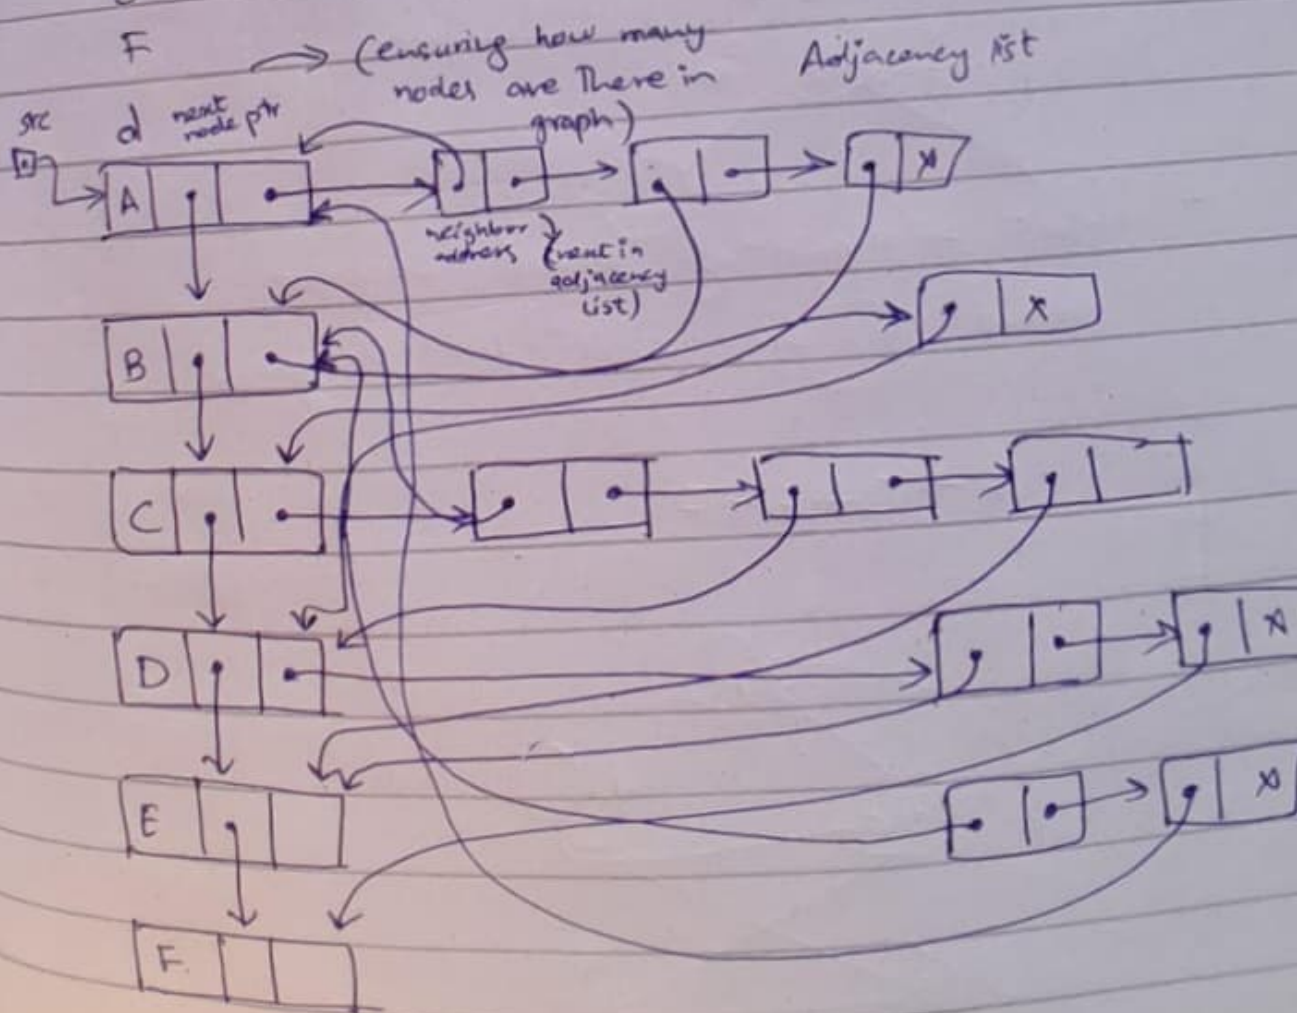 F
(ensuring how many
nodes are There in
graph)
Adjacency list
src
d
next
node ptr
A
X
neighbor
address
(next in
adjacency
list)
B
X
C
D
X
E
X
F